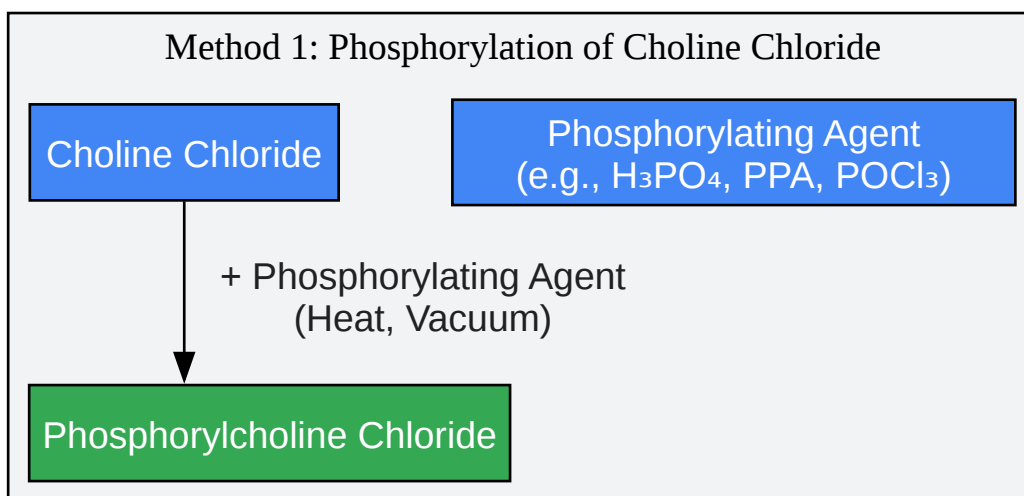 Method 1: Phosphorylation of Choline Chloride
Choline Chloride
Phosphorylating Agent
(e.g., H₃PO₄, PPA, POCl₃)
+ Phosphorylating Agent
(Heat, Vacuum)
Phosphorylcholine Chloride